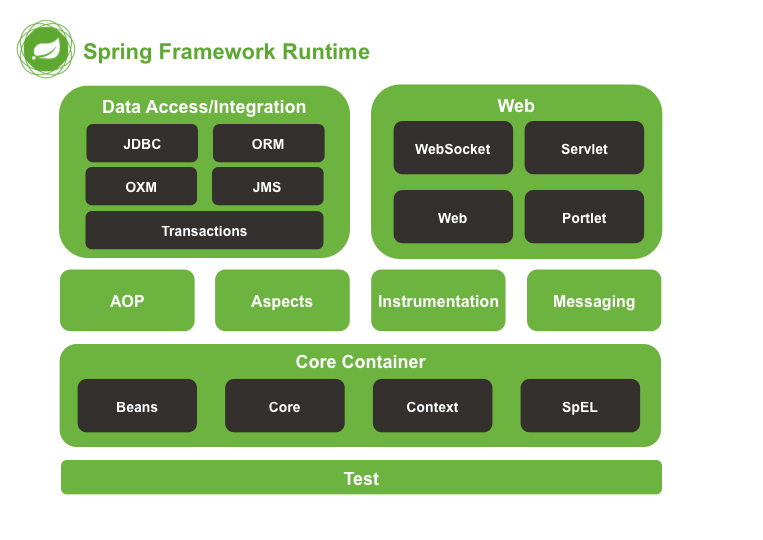 Spring Framework Runtime
Data Access/Integration
JDBC
ORM
OXM
JMS
Transactions
Web
WebSocket
Servlet
Web
Portlet
AOP
Aspects
Instrumentation
Messaging
Core Container
Beans
Core
Context
SpEL
Test